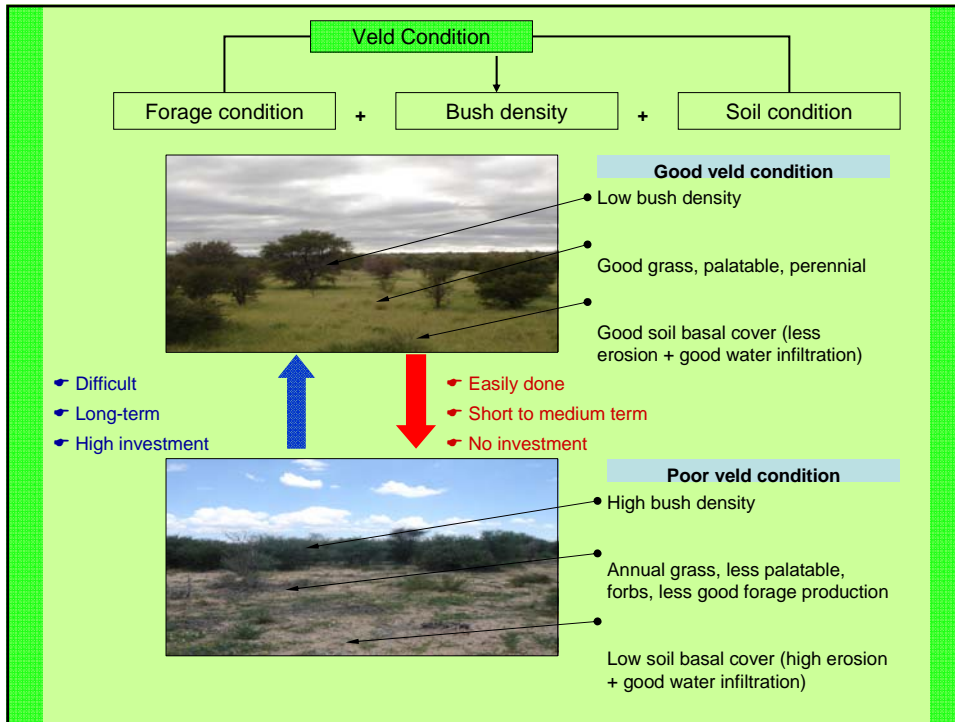 Veld Condition
Forage condition + Bush density + Soil condition
Good veld condition
Low bush density
Good grass, palatable, perennial
Good soil basal cover (less
erosion + good water infiltration)
Difficult
Long-term
High investment
Easily done
Short to medium term
No investment
Poor veld condition
High bush density
Annual grass, less palatable,
forbs, less good forage production
Low soil basal cover (high erosion
+ good water infiltration)